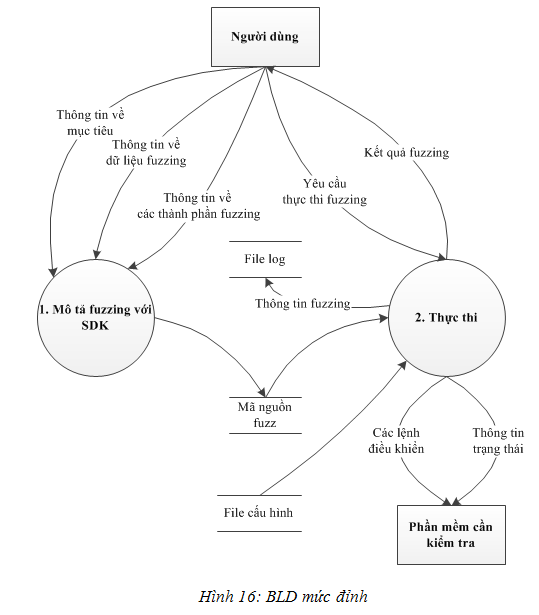 Người dùng
Thông tin về
mục tiêu
Thông tin về
dữ liệu fuzzing
Thông tin về
các thành phần fuzzing
Yêu cầu
thực thi fuzzing
Kết quả fuzzing
File log
Thông tin fuzzing
1. Mô tả fuzzing với
SDK
2. Thực thi
Mã nguồn
fuzz
Các lệnh
điều khiển
Thông tin
trạng thái
File cấu hình
Phần mềm cần
kiểm tra
Hình 16: BLD mức đỉnh